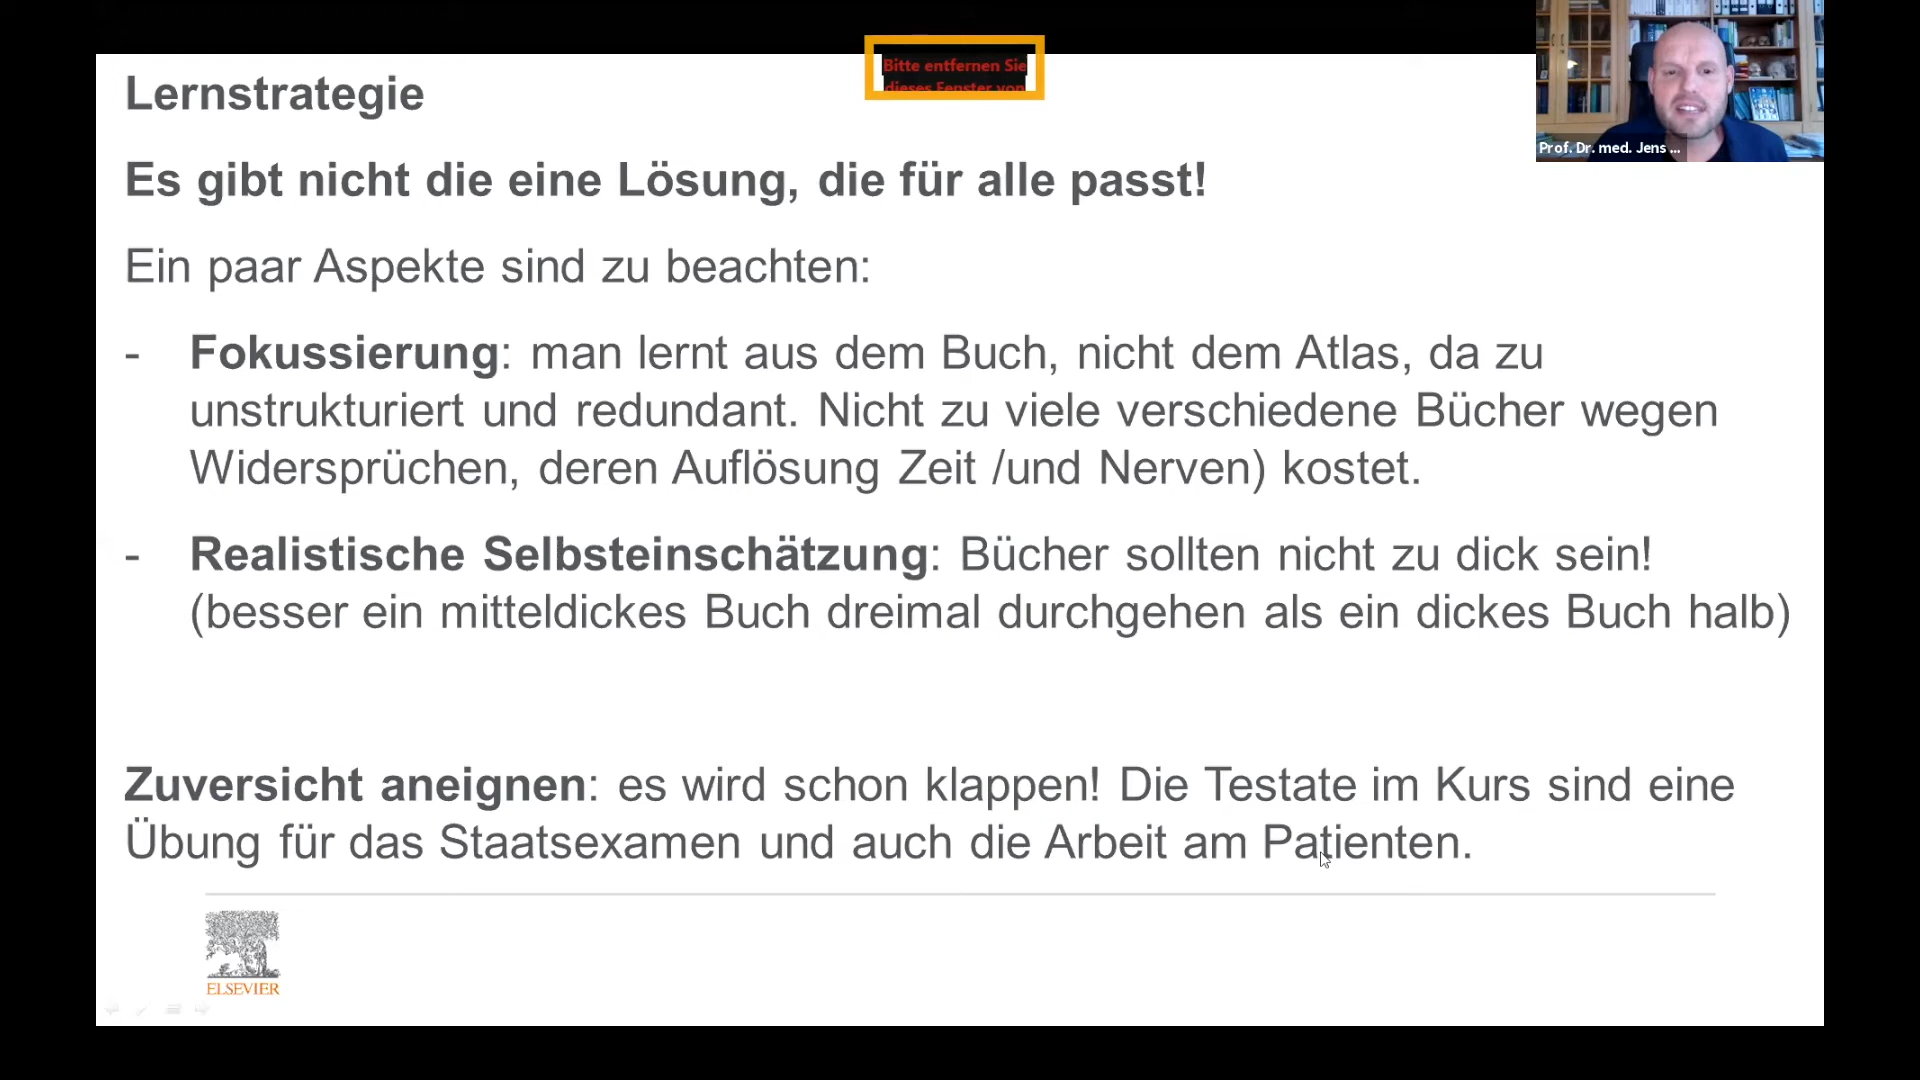 Bitte entfernen Sie
dieses Fenster von
Lernstrategie
Prof. Dr. med. Jens ...
Es gibt nicht die eine Lösung, die für alle passt!
Ein paar Aspekte sind zu beachten:
- Fokussierung: man lernt aus dem Buch, nicht dem Atlas, da zu
unstrukturiert und redundant. Nicht zu viele verschiedene Bücher wegen
Widersprüchen, deren Auflösung Zeit /und Nerven) kostet.
- Realistische Selbsteinschätzung: Bücher sollten nicht zu dick sein!
(besser ein mitteldickes Buch dreimal durchgehen als ein dickes Buch halb)
Zuversicht aneignen: es wird schon klappen! Die Testate im Kurs sind eine
Übung für das Staatsexamen und auch die Arbeit am Patienten.
ELSEVIER